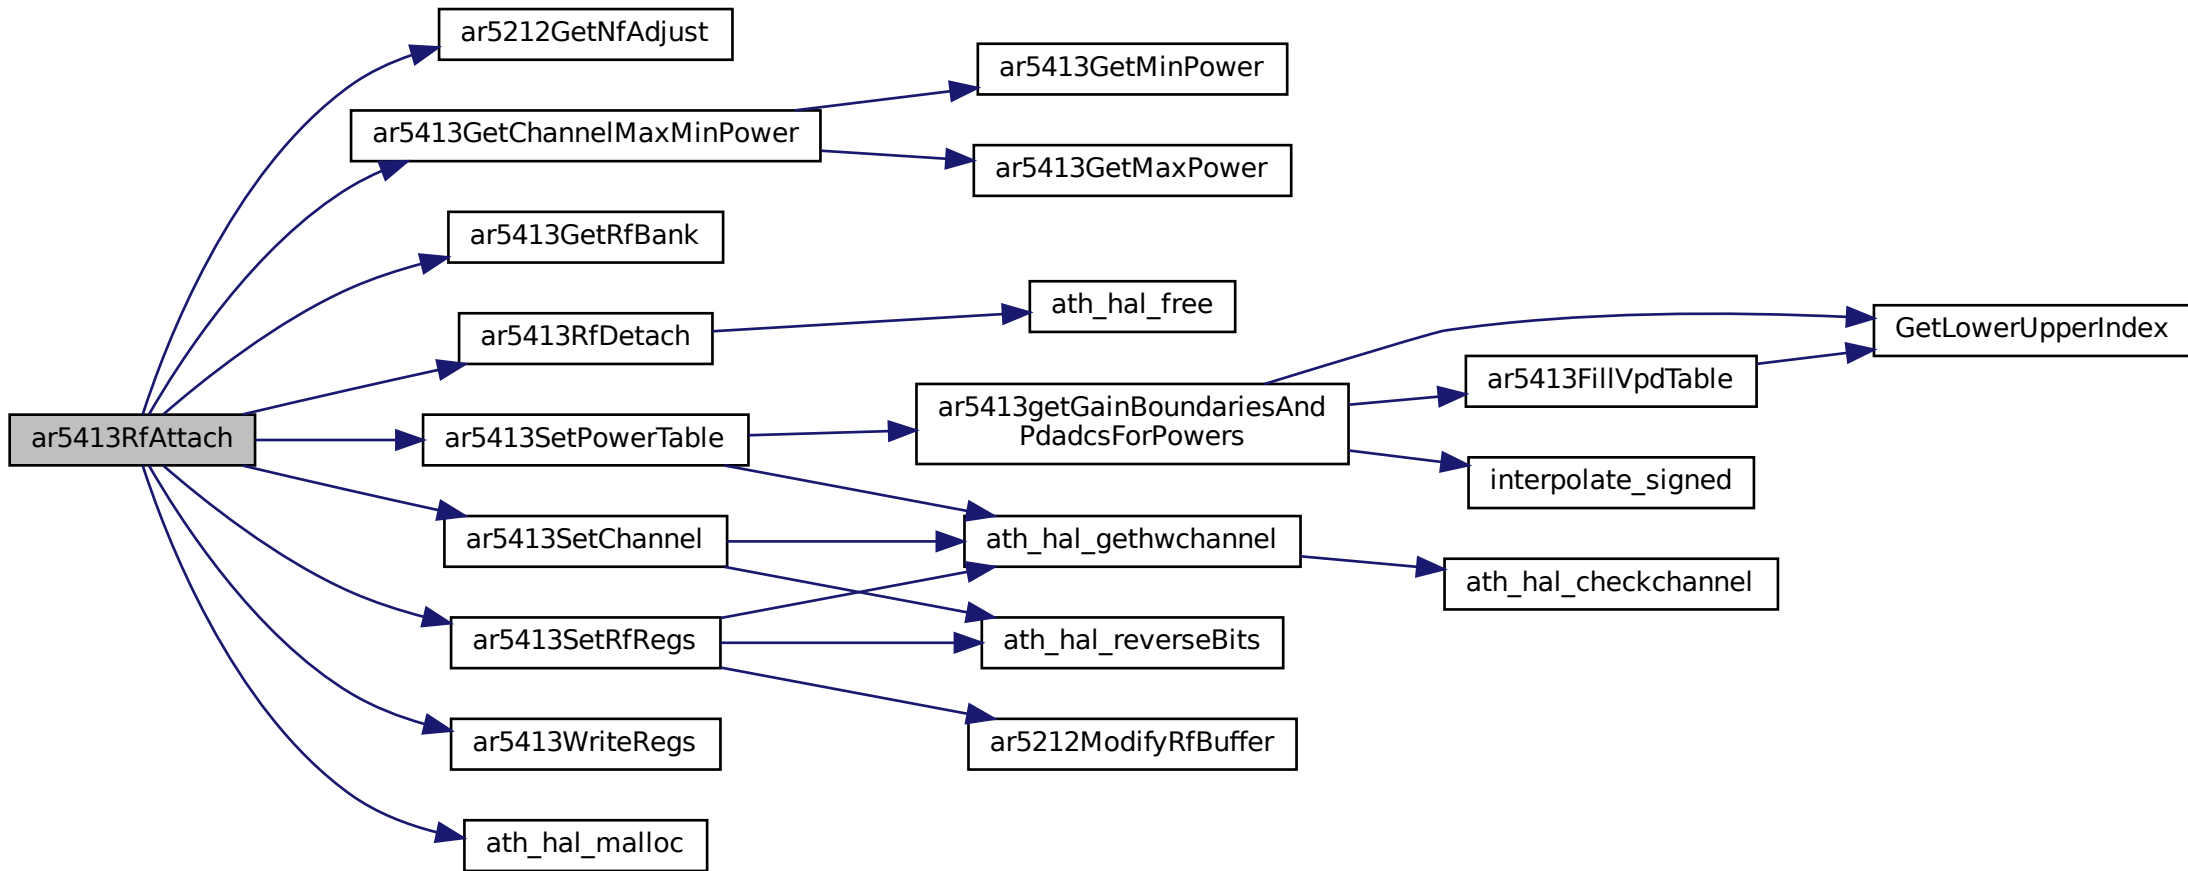 ar5212GetNfAdjust
ar5413GetMinPower
ar5413GetChannelMaxMinPower
ar5413GetMaxPower
ar5413GetRfBank
ath_hal_free
ar5413RfDetach
GetLowerUpperIndex
ar5413FillVpdTable
ar5413getGainBoundariesAnd
PdadcsForPowers
ar5413RfAttach
ar5413SetPowerTable
interpolate_signed
ar5413SetChannel
ath_hal_gethwchannel
ath_hal_checkchannel
ar5413SetRfRegs
ath_hal_reverseBits
ar5413WriteRegs
ar5212ModifyRfBuffer
ath_hal_malloc